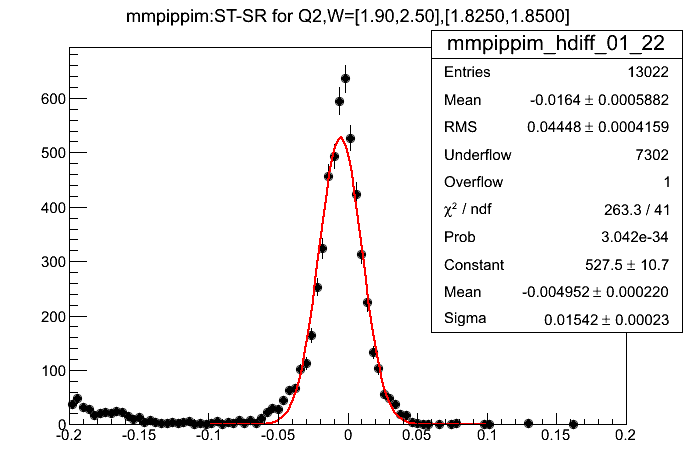 mmpippim:ST-SR for Q2,W=[1.90,2.50],[1.8250,1.8500]
mmpippim_hdiff_01_22
Entries 13022
Mean -0.0164 ± 0.0005882
RMS 0.04448 ± 0.0004159
Underflow 7302
Overflow 1
χ² / ndf 263.3 / 41
Prob 3.042e-34
Constant 527.5 ± 10.7
Mean -0.004952 ± 0.000220
Sigma 0.01542 ± 0.00023
600
500
400
300
200
100
0
-0.2 -0.15 -0.1 -0.05 0 0.05 0.1 0.15 0.2